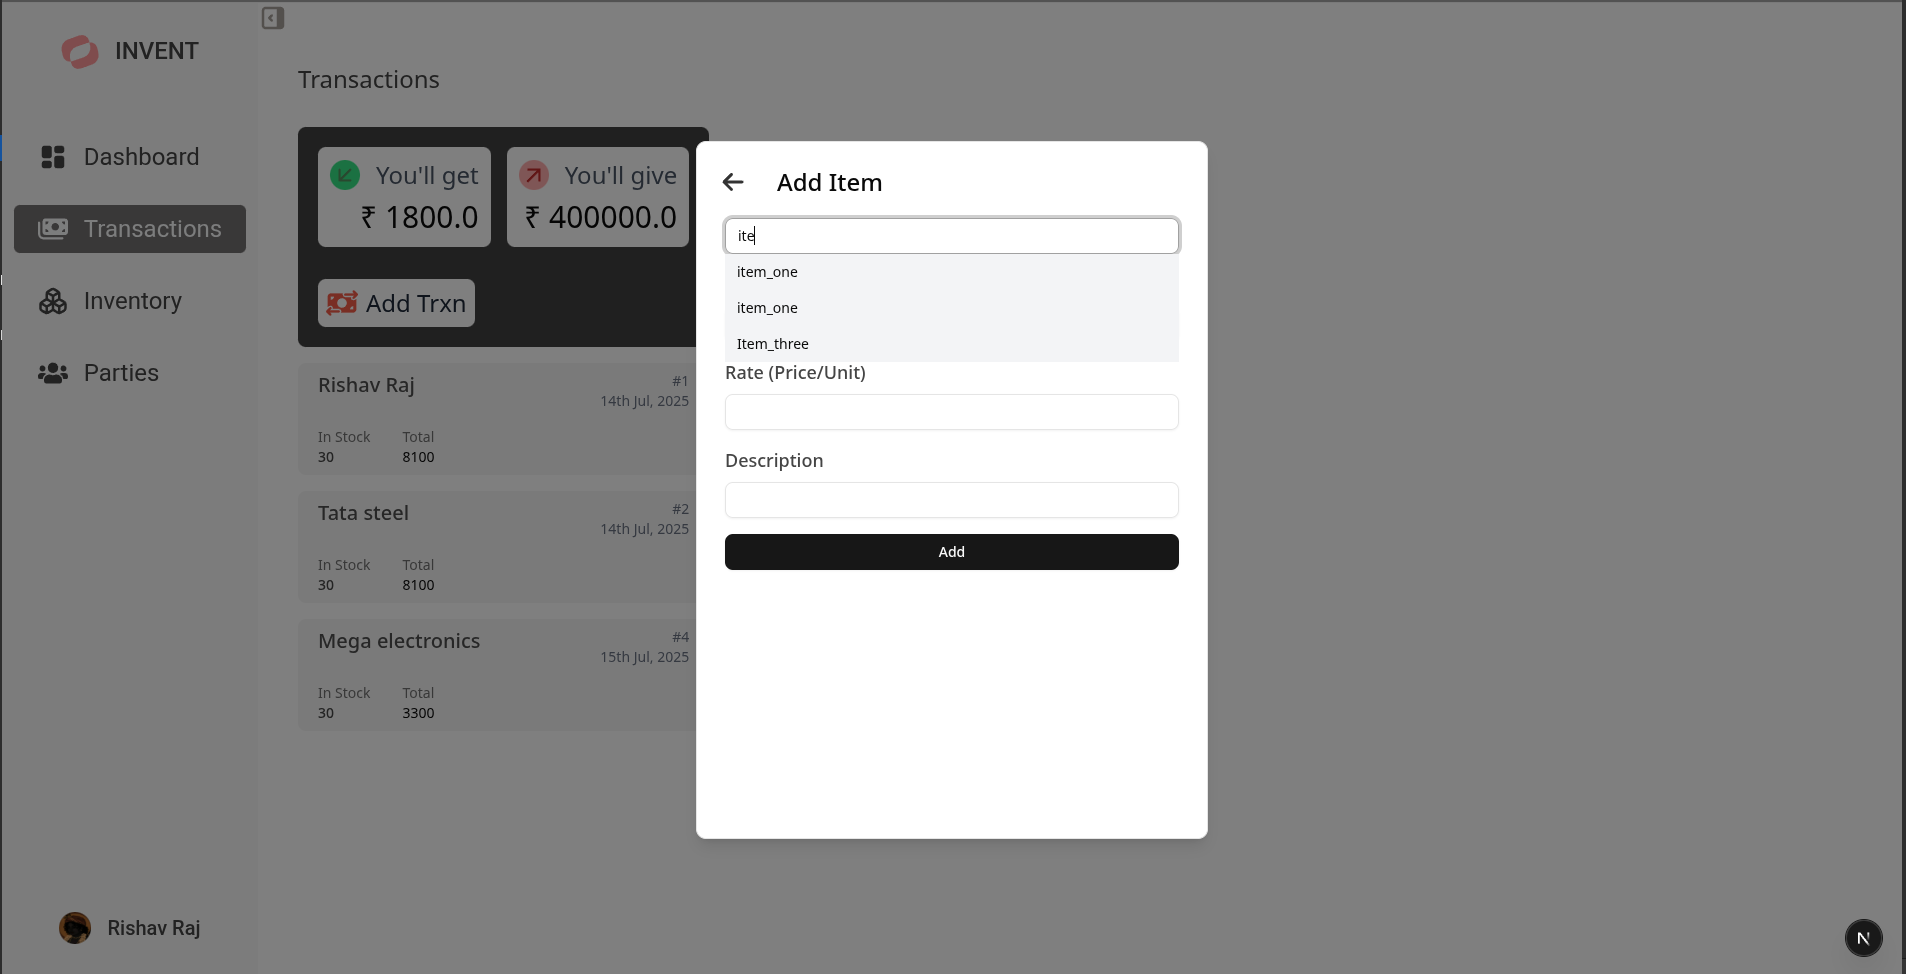 INVENT
Dashboard
Transactions
Inventory
Parties
Rishav Raj
Transactions
You'll get
₹ 1800.0
You'll give
₹ 400000.0
Add Trxn
Rishav Raj
#1
14th Jul, 2025
In Stock
Total
30
8100
Tata steel
#2
14th Jul, 2025
In Stock
Total
30
8100
Mega electronics
#4
15th Jul, 2025
In Stock
Total
30
3300
Add Item
ite
item_one
item_one
Item_three
Rate (Price/Unit)
Description
Add
N